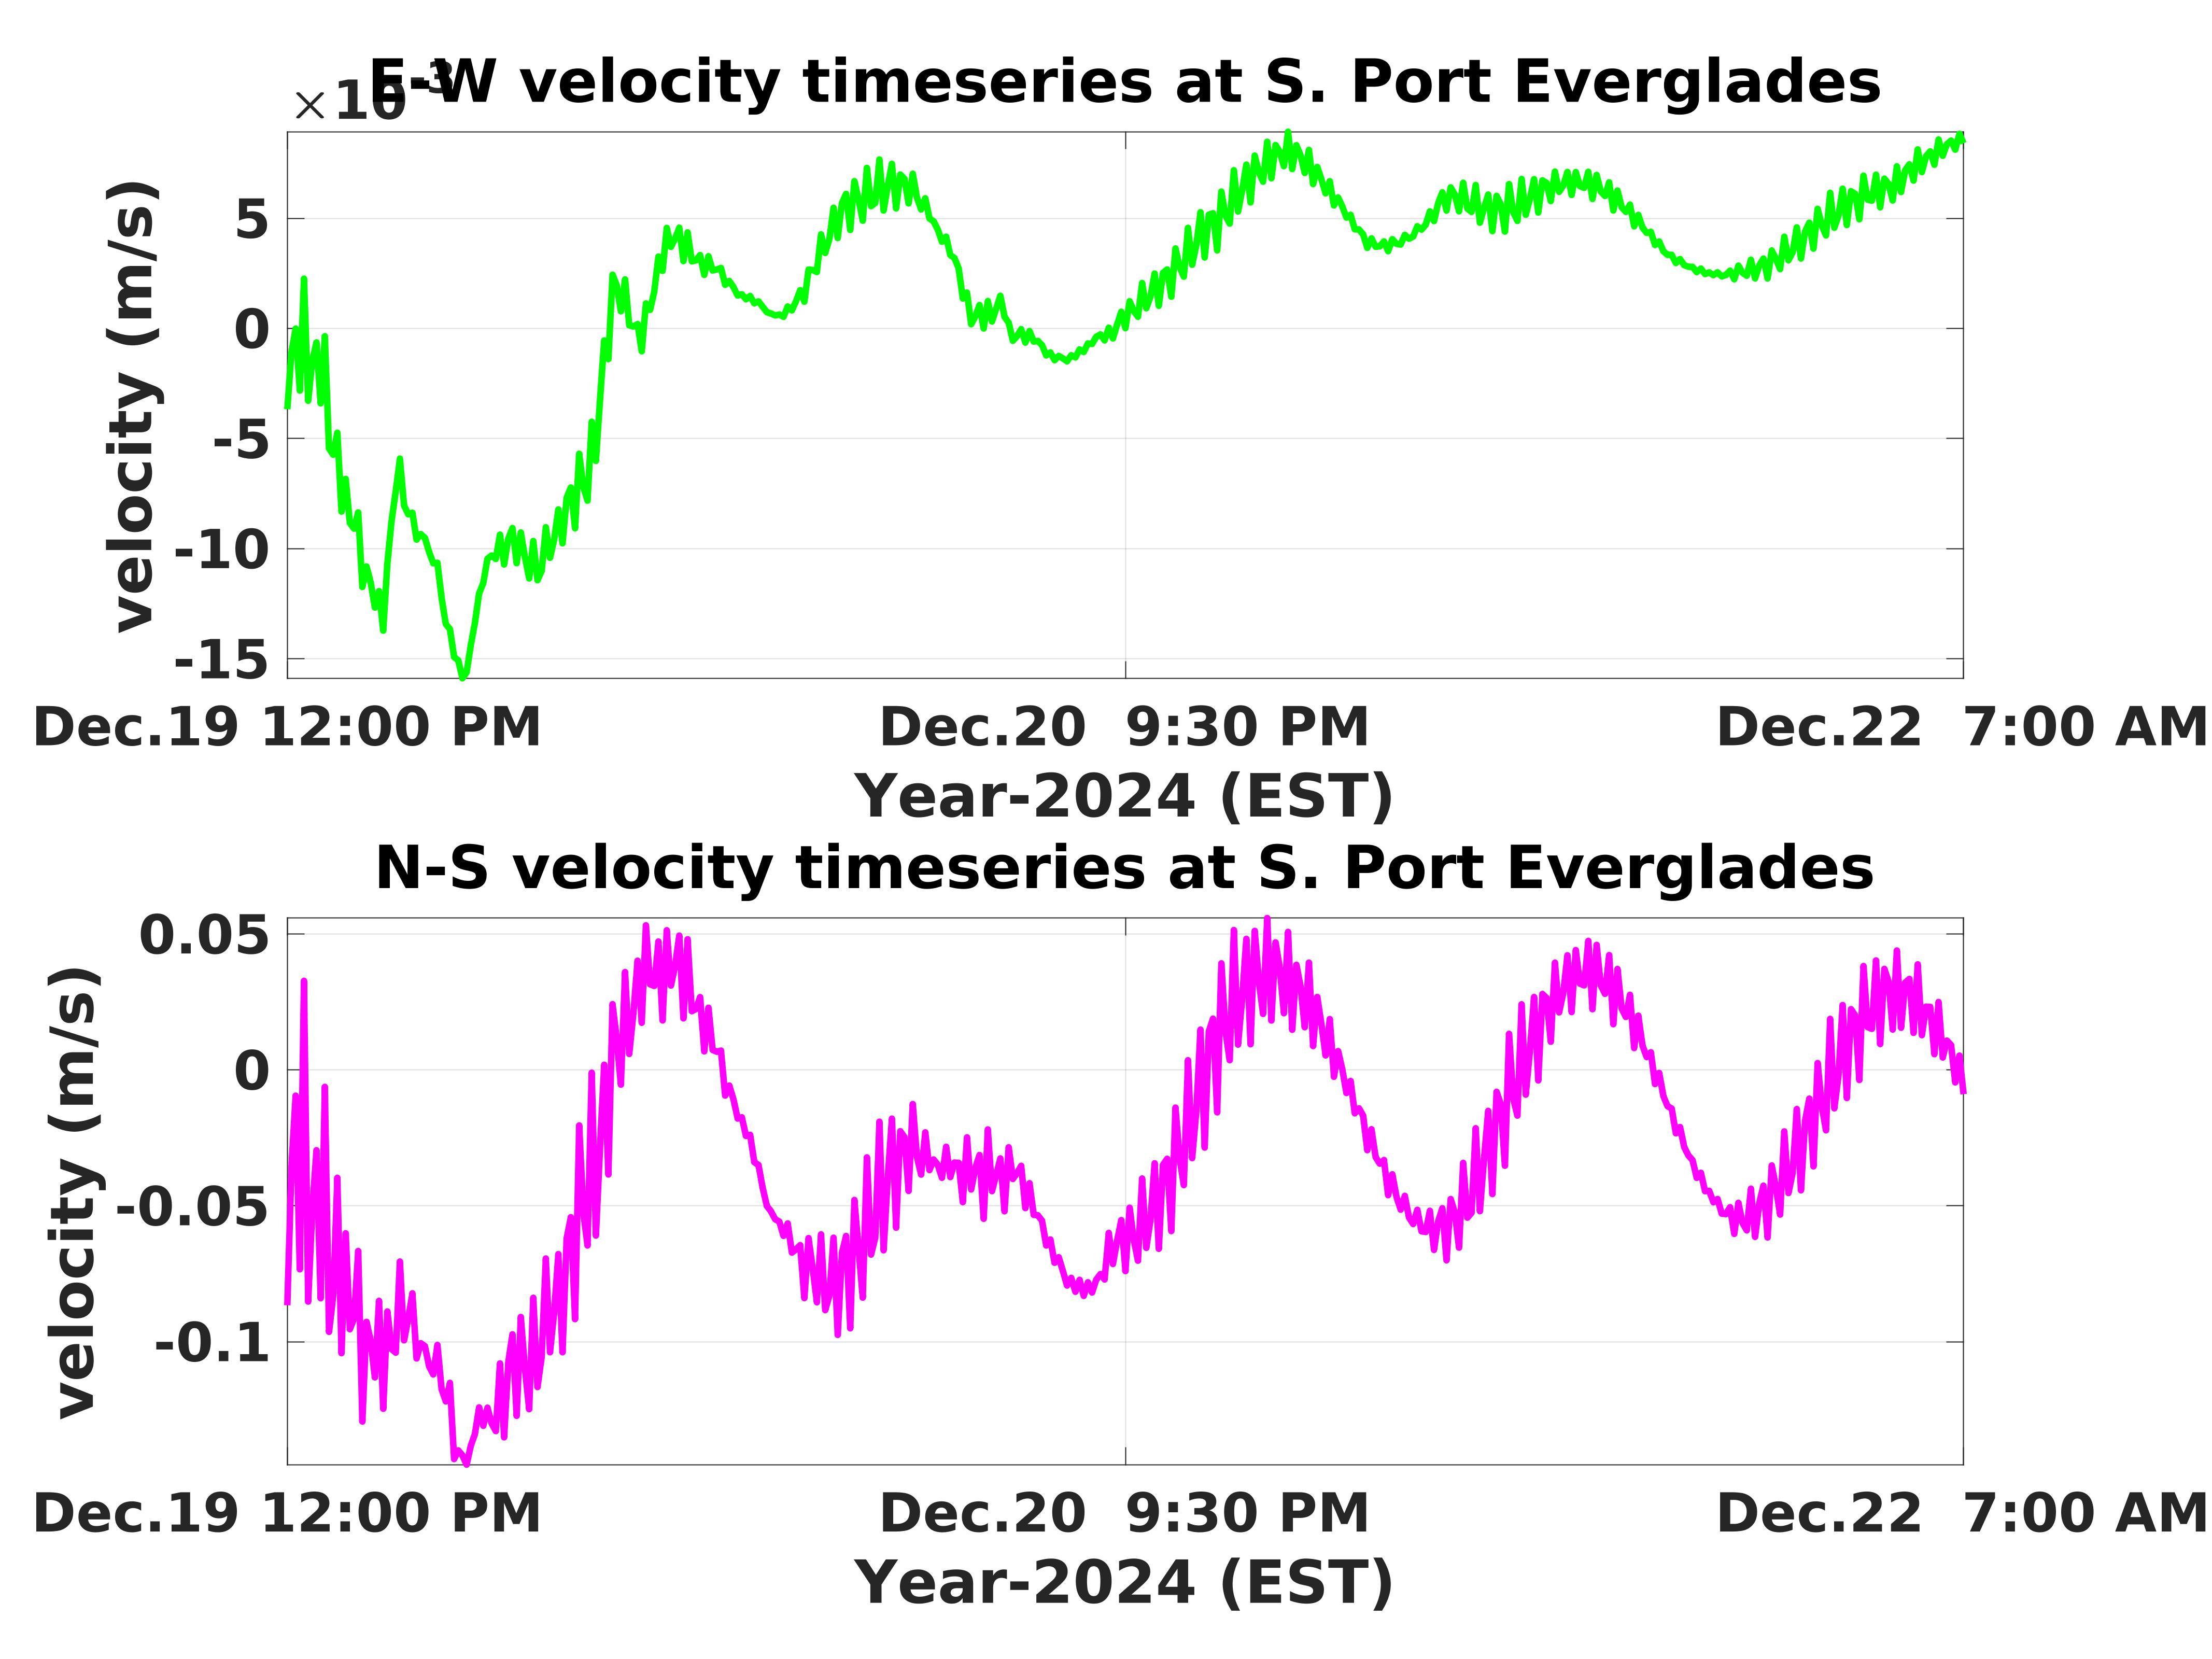 E-W velocity timeseries at S. Port Everglades
×10-3
velocity (m/s)
5
0
-5
-10
-15
Dec.19 12:00 PM Dec.20 9:30 PM Dec.22 7:00 AM
Year-2024 (EST)
N-S velocity timeseries at S. Port Everglades
velocity (m/s)
0.05
0
-0.05
-0.1
Dec.19 12:00 PM Dec.20 9:30 PM Dec.22 7:00 AM
Year-2024 (EST)